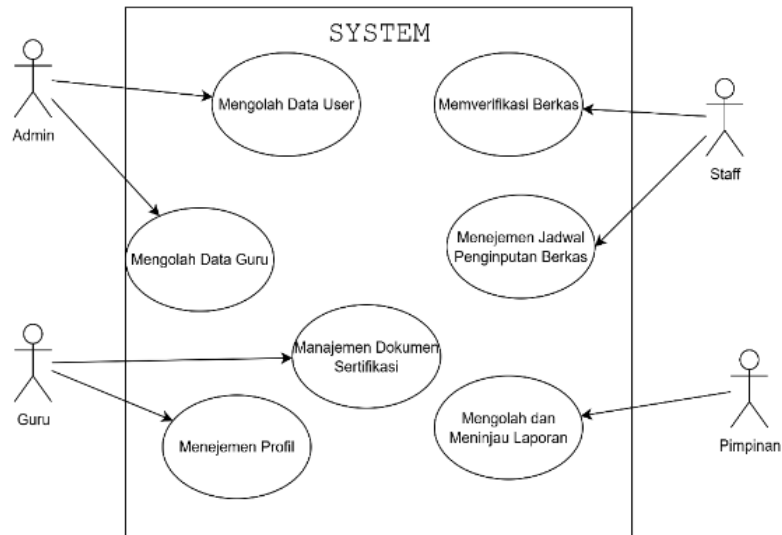 SYSTEM
Admin
Mengolah Data User
Memverifikasi Berkas
Staff
Mengolah Data Guru
Menejemen Jadwal
Penginputan Berkas
Guru
Manajemen Dokumen
Sertifikasi
Menejemen Profil
Mengolah dan
Meninjau Laporan
Pimpinan